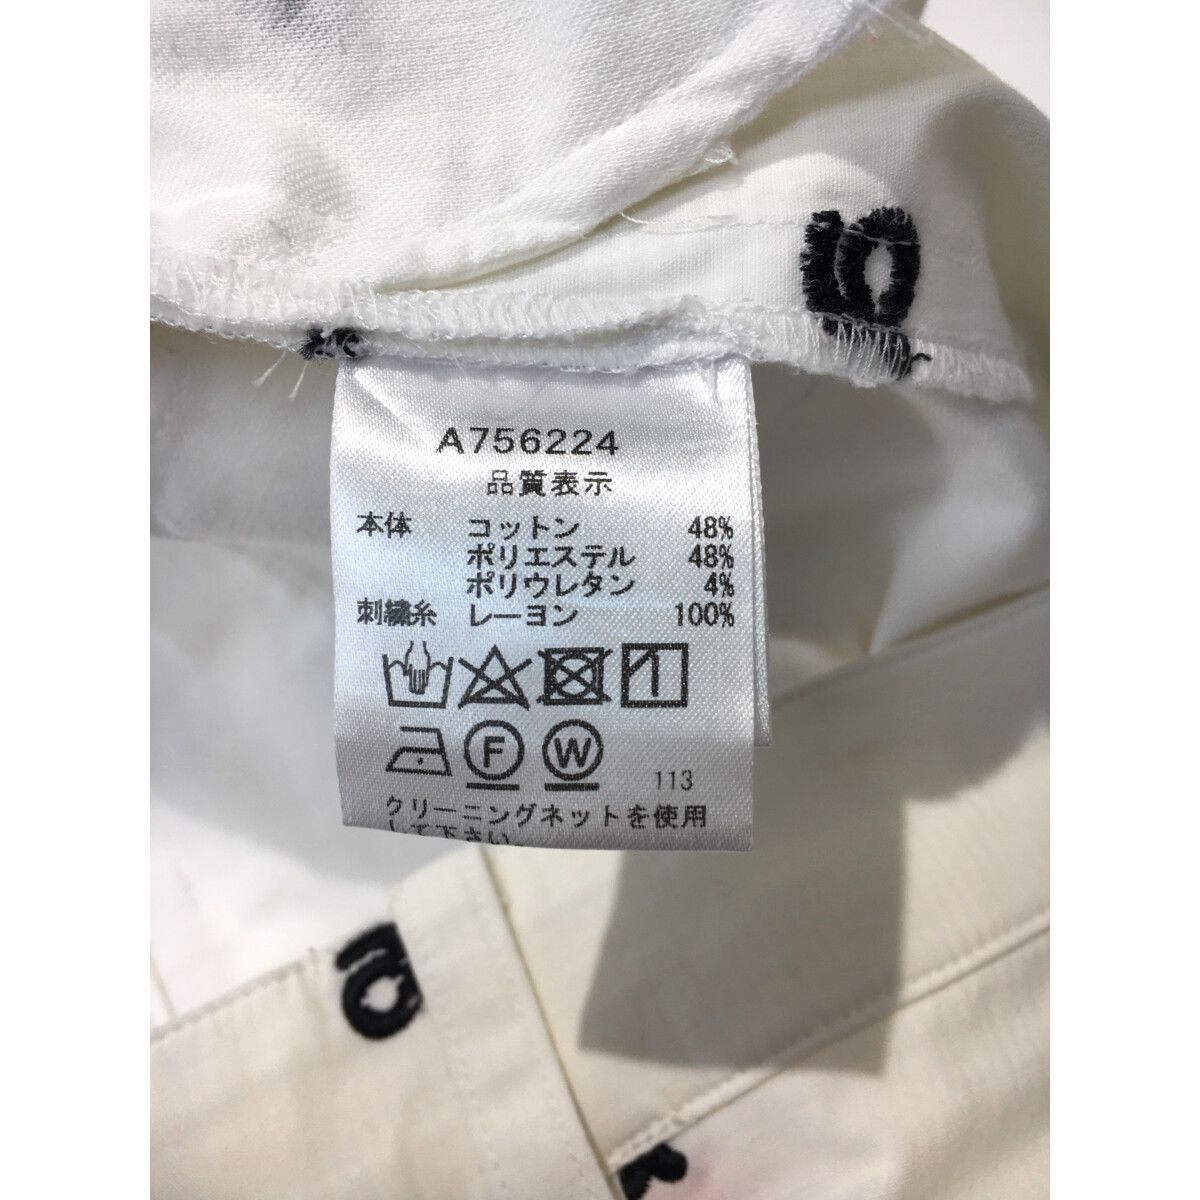 A756224
品質表示
本体 コットン 48%
ポリエステル 48%
ポリウレタン 4%
刺繍糸 レーヨン 100%
F W 113
クリーニングネットを使用
して下さい。